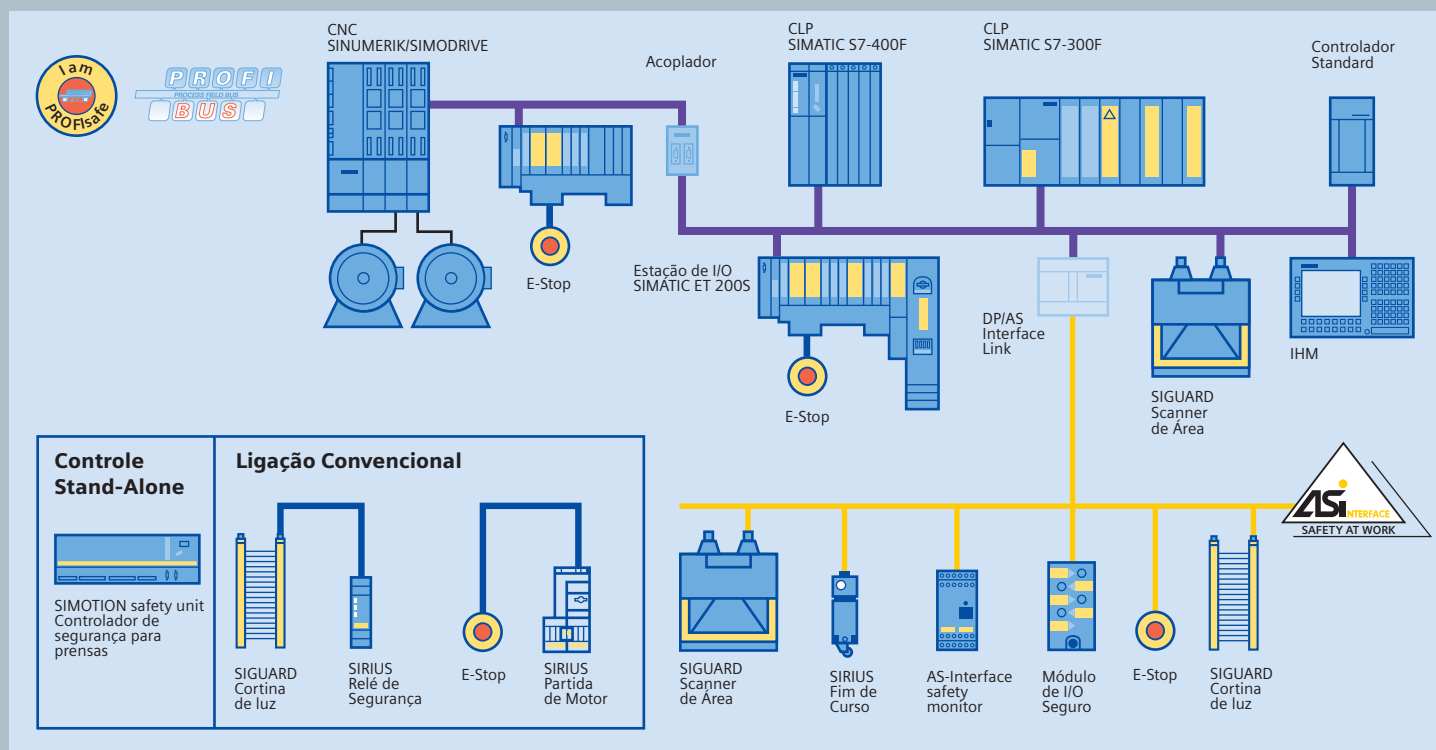 I am
PROFIsafe
PROFI
PROCESS FIELD BUS
BUS
CNC
SINUMERIK/SIMODRIVE
Acoplador
CLP
SIMATIC S7-400F
CLP
SIMATIC S7-300F
Controlador
Standard
E-Stop
Estação de I/O
SIMATIC ET 200S
E-Stop
DP/AS
Interface
Link
SIGUARD
Scanner
de Área
IHM
Controle
Stand-Alone
SIMOTION safety unit
Controlador de
segurança para
prensas
Ligação Convencional
SIGUARD
Cortina
de luz
SIRIUS
Relé de
Segurança
E-Stop
SIRIUS
Partida
de Motor
ASi
INTERFACE
SAFETY AT WORK
SIGUARD
Scanner
de Área
SIRIUS
Fim de
Curso
AS-Interface
safety
monitor
Módulo
de I/O
Seguro
E-Stop
SIGUARD
Cortina
de luz